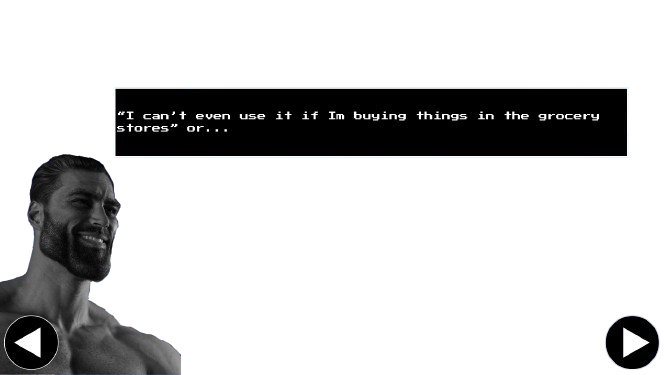 “I can’t even use it if Im buying things in the grocery
stores” or...